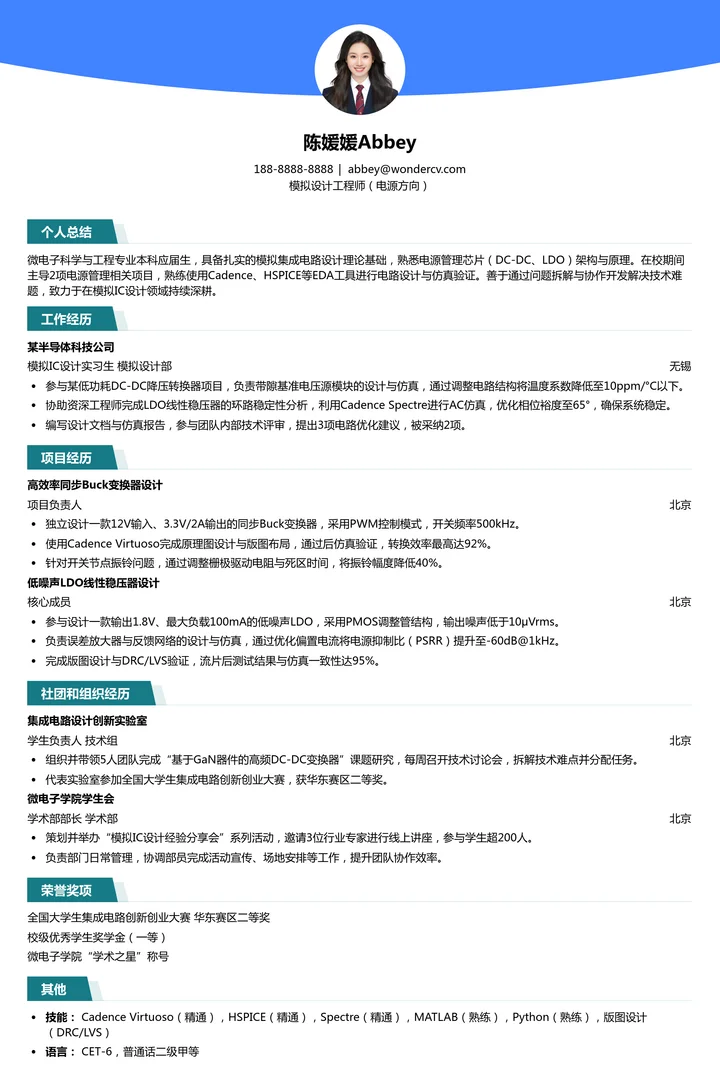 陈媛媛Abbey
188-8888-8888 | abbey@wondercv.com
模拟设计工程师（电源方向）
个人总结
微电子科学与工程专业本科应届生，具备扎实的模拟集成电路设计理论基础，熟悉电源管理芯片（DC-DC、LDO）架构与原理。在校期间
主导2项电源管理相关项目，熟练使用Cadence、HSPICE等EDA工具进行电路设计与仿真验证。善于通过问题拆解与协作开发解决技术难
题，致力于在模拟IC设计领域持续深耕。
工作经历
某半导体科技公司
模拟IC设计实习生 模拟设计部 无锡
• 参与某低功耗DC-DC降压转换器项目，负责带隙基准电压源模块的设计与仿真，通过调整电路结构将温度系数降低至10ppm/°C以下。
• 协助资深工程师完成LDO线性稳压器的环路稳定性分析，利用Cadence Spectre进行AC仿真，优化相位裕度至65°，确保系统稳定。
• 编写设计文档与仿真报告，参与团队内部技术评审，提出3项电路优化建议，被采纳2项。
项目经历
高效率同步Buck变换器设计
项目负责人 北京
• 独立设计一款12V输入、3.3V/2A输出的同步Buck变换器，采用PWM控制模式，开关频率500kHz。
• 使用Cadence Virtuoso完成原理图设计与版图布局，通过后仿真验证，转换效率最高达92%。
• 针对开关节点振铃问题，通过调整栅极驱动电阻与死区时间，将振铃幅度降低40%。
低噪声LDO线性稳压器设计
核心成员 北京
• 参与设计一款输出1.8V、最大负载100mA的低噪声LDO，采用PMOS调整管结构，输出噪声低于10μVrms。
• 负责误差放大器与反馈网络的设计与仿真，通过优化偏置电流将电源抑制比（PSRR）提升至-60dB@1kHz。
• 完成版图设计与DRC/LVS验证，流片后测试结果与仿真一致性达95%。
社团和组织经历
集成电路设计创新实验室
学生负责人 技术组 北京
• 组织并带领5人团队完成“基于GaN器件的高频DC-DC变换器”课题研究，每周召开技术讨论会，拆解技术难点并分配任务。
• 代表实验室参加全国大学生集成电路创新创业大赛，获华东赛区二等奖。
微电子学院学生会
学术部部长 学术部 北京
• 策划并举办“模拟IC设计经验分享会”系列活动，邀请3位行业专家进行线上讲座，参与学生超200人。
• 负责部门日常管理，协调部员完成活动宣传、场地安排等工作，提升团队协作效率。
荣誉奖项
全国大学生集成电路创新创业大赛 华东赛区二等奖
校级优秀学生奖学金（一等）
微电子学院“学术之星”称号
其他
• 技能： Cadence Virtuoso（精通），HSPICE（精通），Spectre（精通），MATLAB（熟练），Python（熟练），版图设计
（DRC/LVS）
• 语言： CET-6，普通话二级甲等